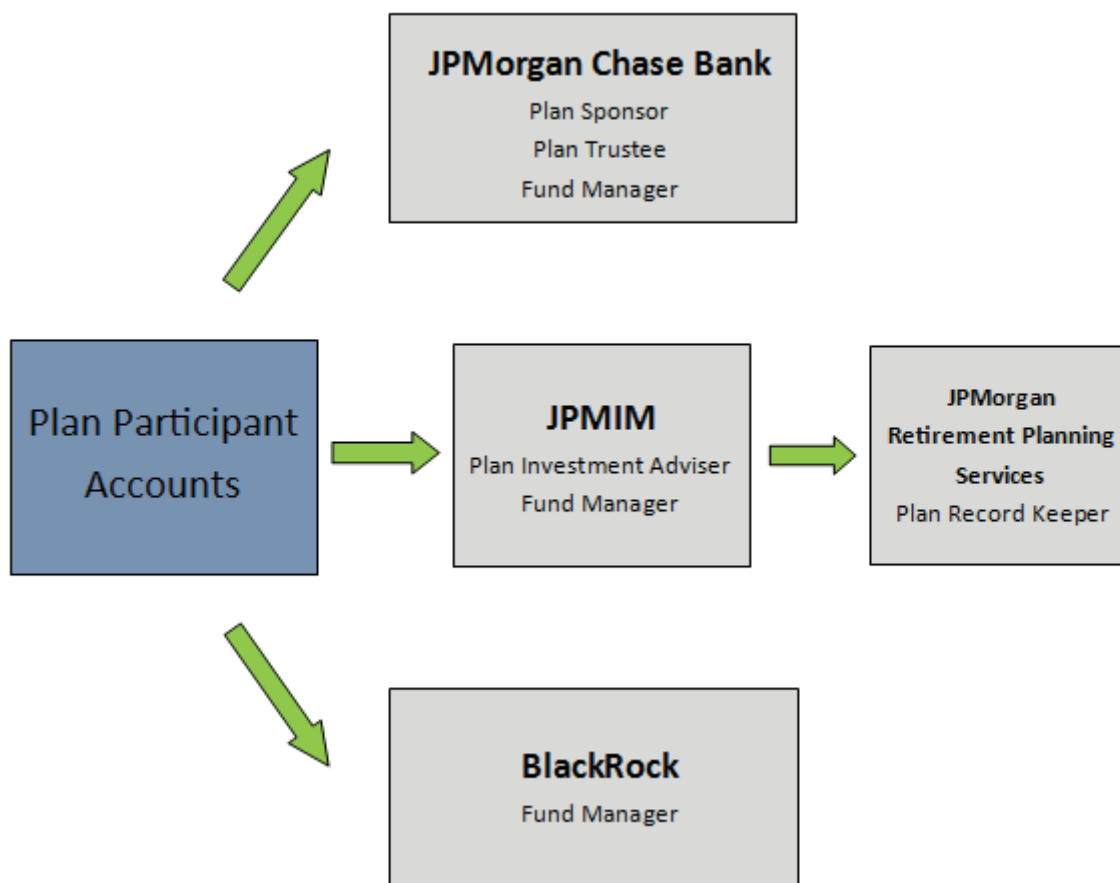 JPMorgan Chase Bank
Plan Sponsor
Plan Trustee
Fund Manager
Plan Participant
Accounts
JPMIM
Plan Investment Adviser
Fund Manager
JPMorgan
Retirement Planning
Services
Plan Record Keeper
BlackRock
Fund Manager